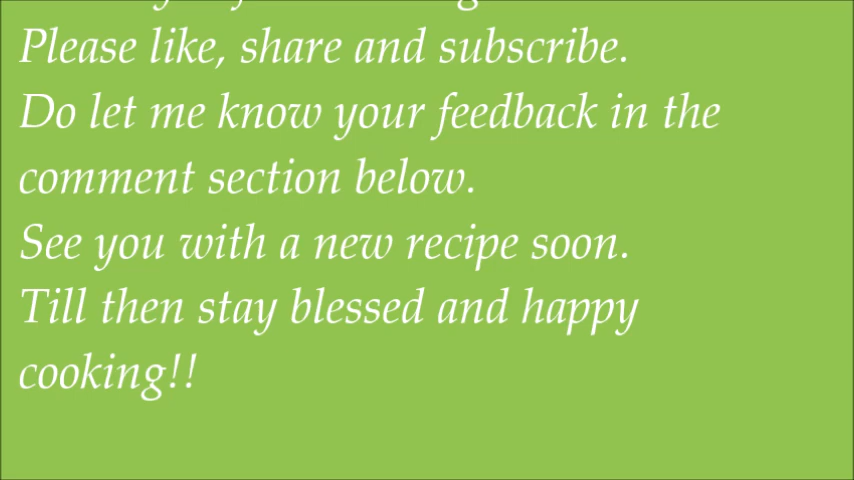 Please like, share and subscribe.
Do let me know your feedback in the
comment section below.
See you with a new recipe soon.
Till then stay blessed and happy
cooking!!